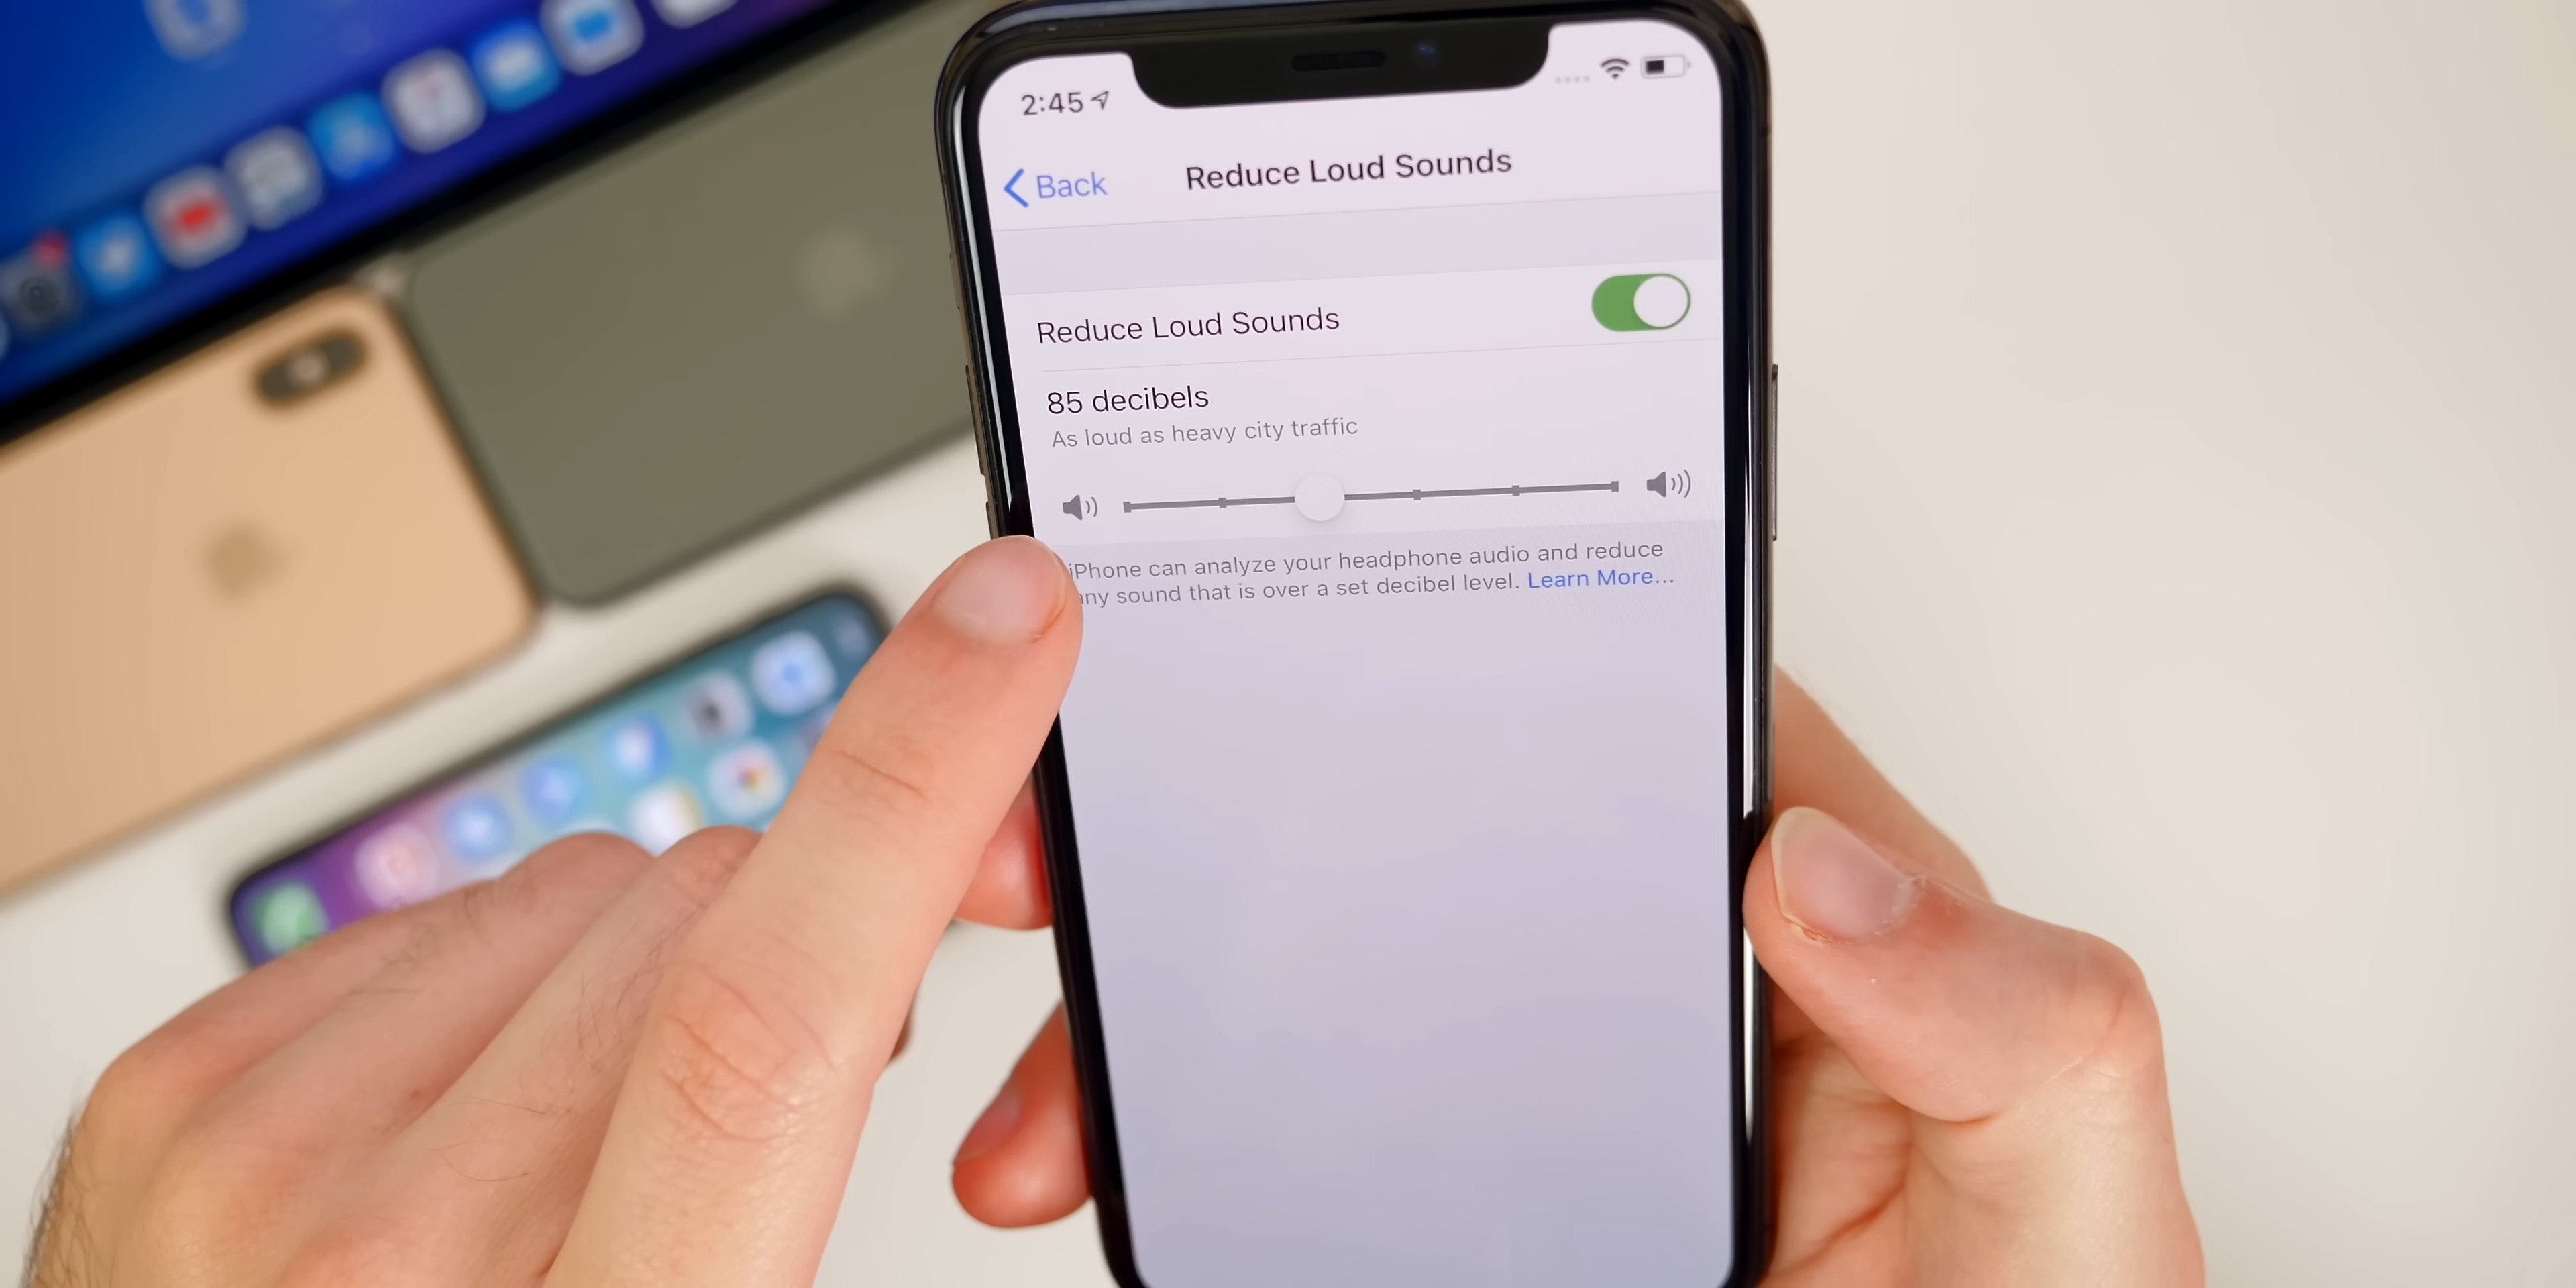 2:45
Back
Reduce Loud Sounds
Reduce Loud Sounds
85 decibels
As loud as heavy city traffic
iPhone can analyze your headphone audio and reduce
any sound that is over a set decibel level. Learn More...